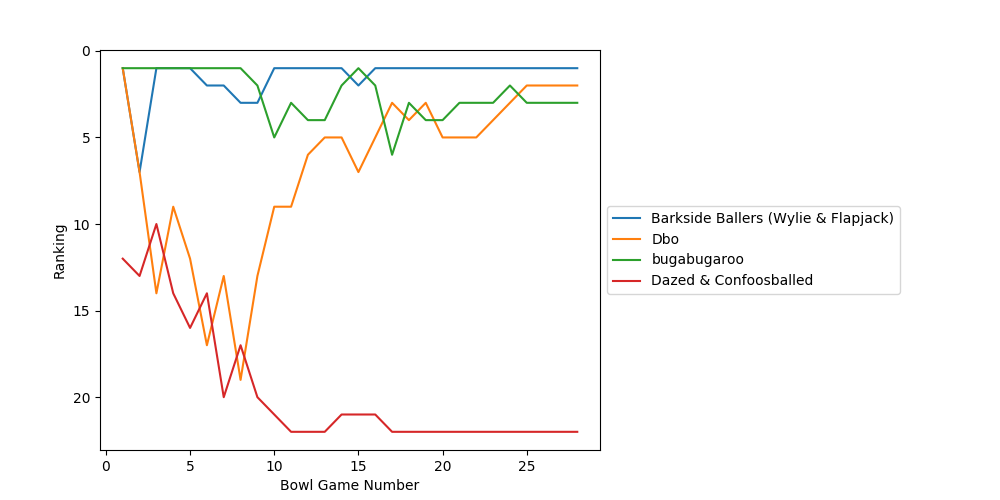 0
5
10
15
20
Ranking
0 5 10 15 20 25
Bowl Game Number
Barkside Ballers (Wylie & Flapjack)
Dbo
bugabugaroo
Dazed & Confoosballed